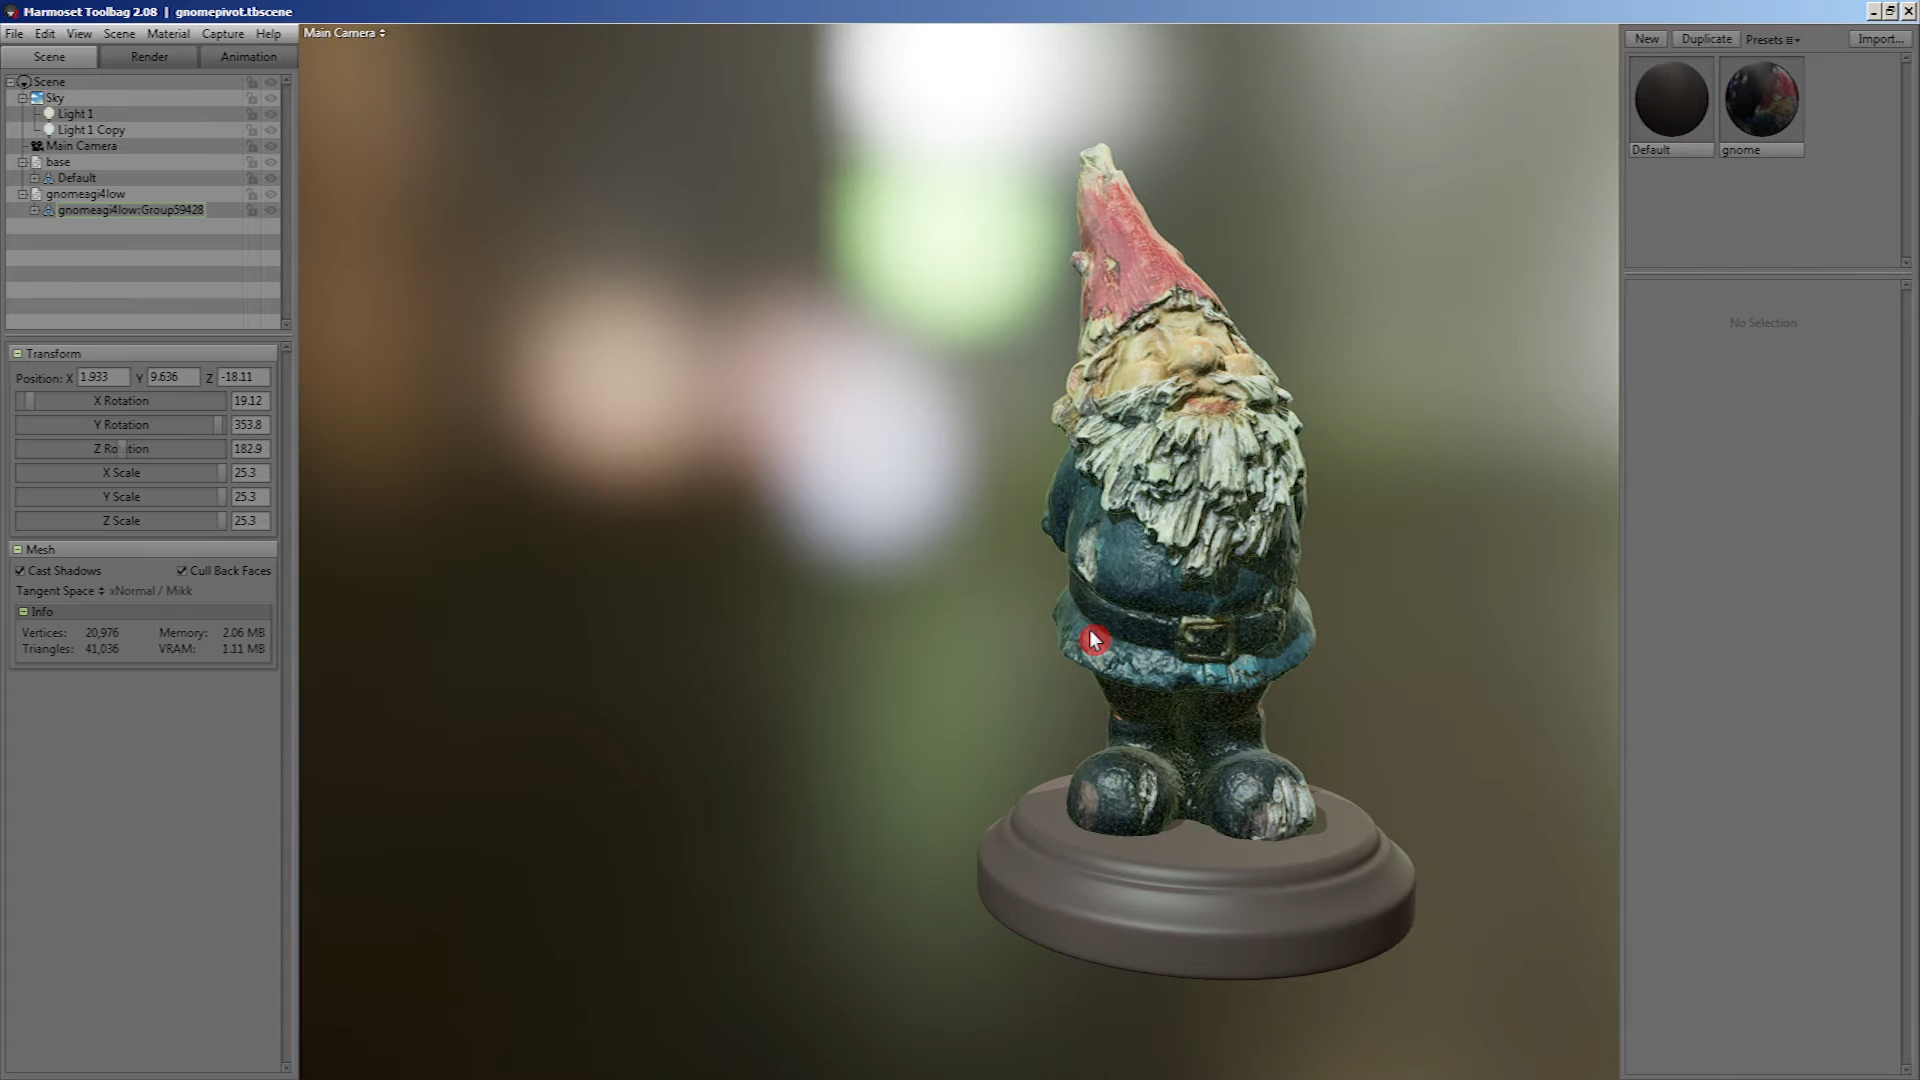 Marmoset Toolbag 2.08 | gnomepivot.tbscene
File Edit View Scene Material Capture Help
Main Camera
New Duplicate Presets Import...
Scene Render Animation
Scene
Sky
Light 1
Light 1 Copy
Main Camera
base
Default
gnomeagi4low
gnomeagi4low:Group59428
Default gnome
No Selection
Transform
Position: X 1.933 Y 9.636 Z -18.11
X Rotation 19.12
Y Rotation 353.8
Z Rotation 182.9
X Scale 25.3
Y Scale 25.3
Z Scale 25.3
Mesh
Cast Shadows Cull Back Faces
Tangent Space xNormal / Mikk
Info
Vertices: 20,976 Memory: 2.06 MB
Triangles: 41,036 VRAM: 1.11 MB